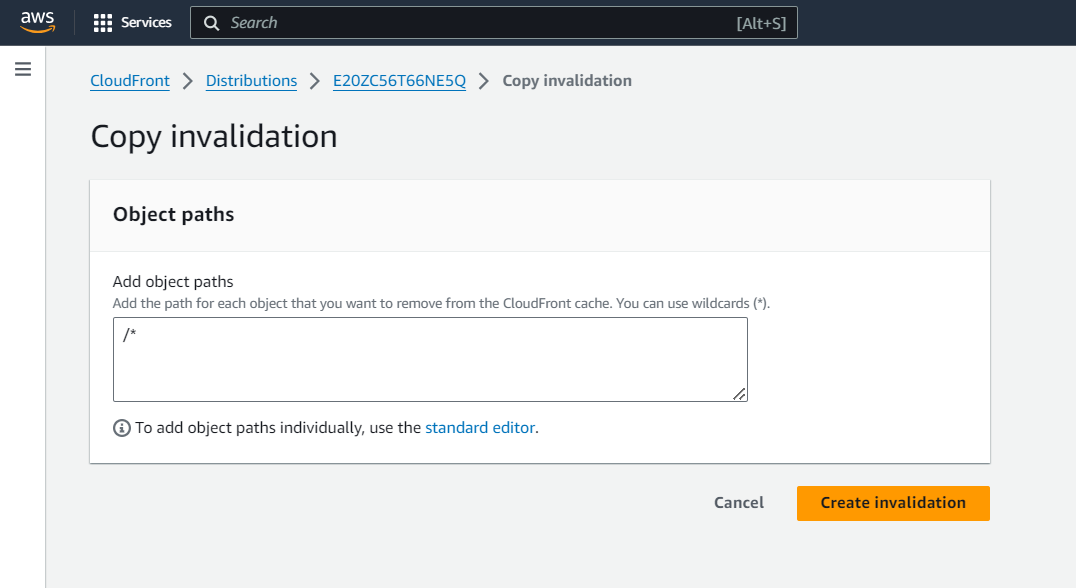 aws
Services
Search [Alt+S]
CloudFront > Distributions > E20ZC56T66NE5Q > Copy invalidation
Copy invalidation
Object paths
Add object paths
Add the path for each object that you want to remove from the CloudFront cache. You can use wildcards (*).
/*
To add object paths individually, use the standard editor.
Cancel
Create invalidation